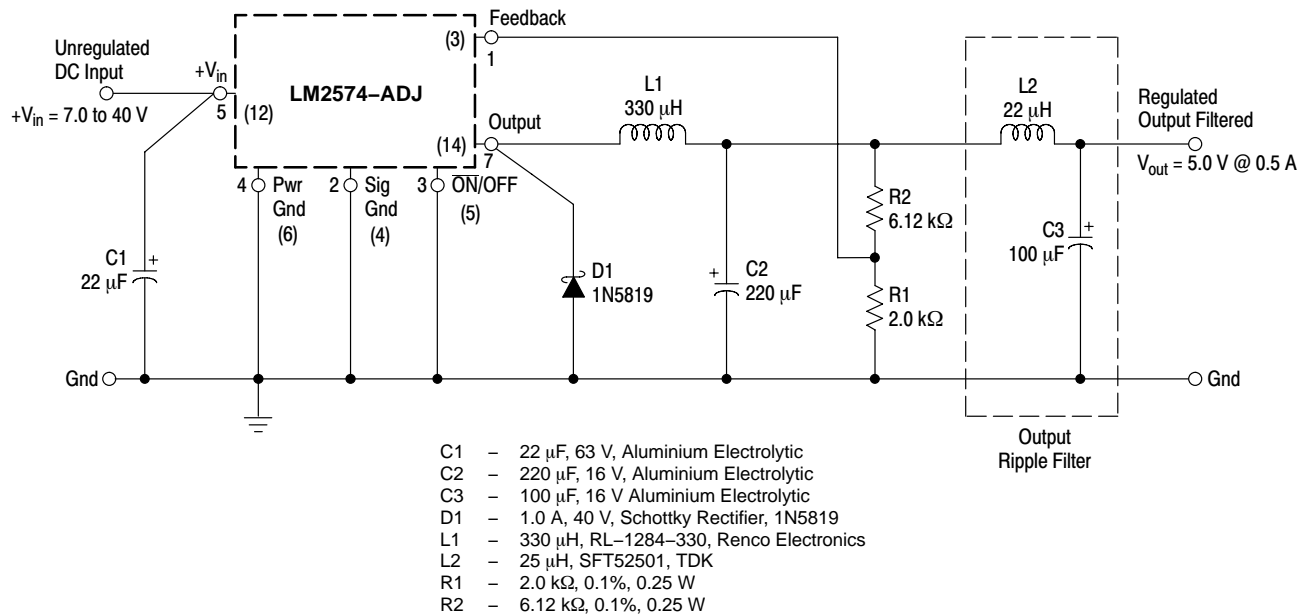 Feedback
(3)
1
Unregulated
DC Input
+Vin
LM2574–ADJ
+Vin = 7.0 to 40 V
5
(12)
L1
330 μH
L2
22 μH
Regulated
Output Filtered
Output
(14)
7
Vout = 5.0 V @ 0.5 A
4
Pwr
Gnd
(6)
2
Sig
Gnd
(4)
3
ON/OFF
(5)
R2
6.12 kΩ
C1
22 μF
+
D1
1N5819
+
C2
220 μF
R1
2.0 kΩ
C3
100 μF
+
Gnd
Gnd
Output
Ripple Filter
C1 – 22 μF, 63 V, Aluminium Electrolytic
C2 – 220 μF, 16 V, Aluminium Electrolytic
C3 – 100 μF, 16 V Aluminium Electrolytic
D1 – 1.0 A, 40 V, Schottky Rectifier, 1N5819
L1 – 330 μH, RL–1284–330, Renco Electronics
L2 – 25 μH, SFT52501, TDK
R1 – 2.0 kΩ, 0.1%, 0.25 W
R2 – 6.12 kΩ, 0.1%, 0.25 W